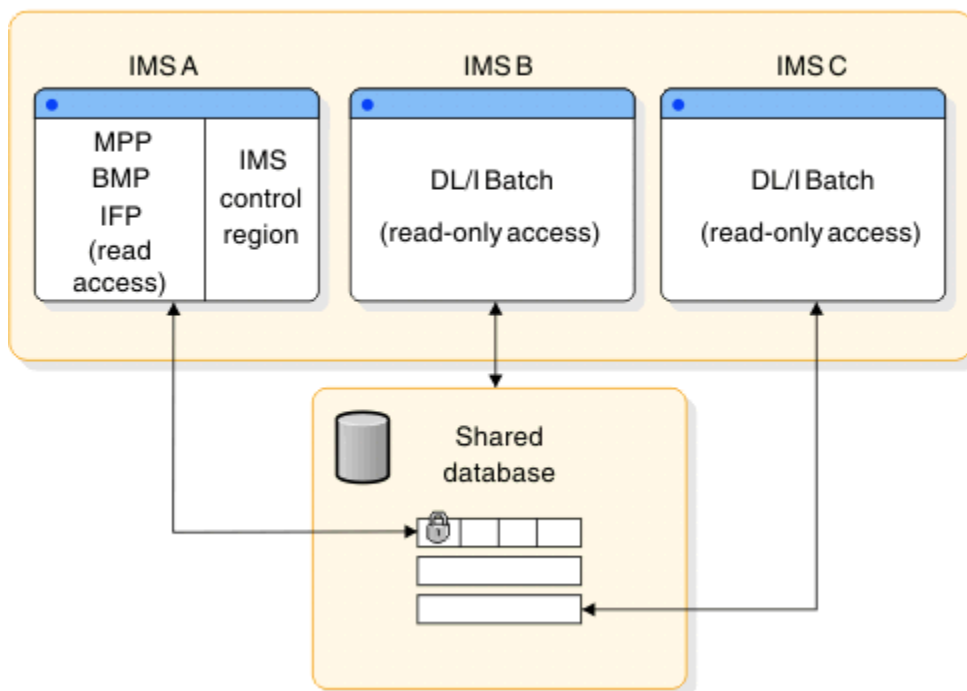 IMS A
IMS B
IMS C
MPP
BMP
IFP
(read
access)
IMS
control
region
DL/I Batch
(read-only access)
DL/I Batch
(read-only access)
Shared
database